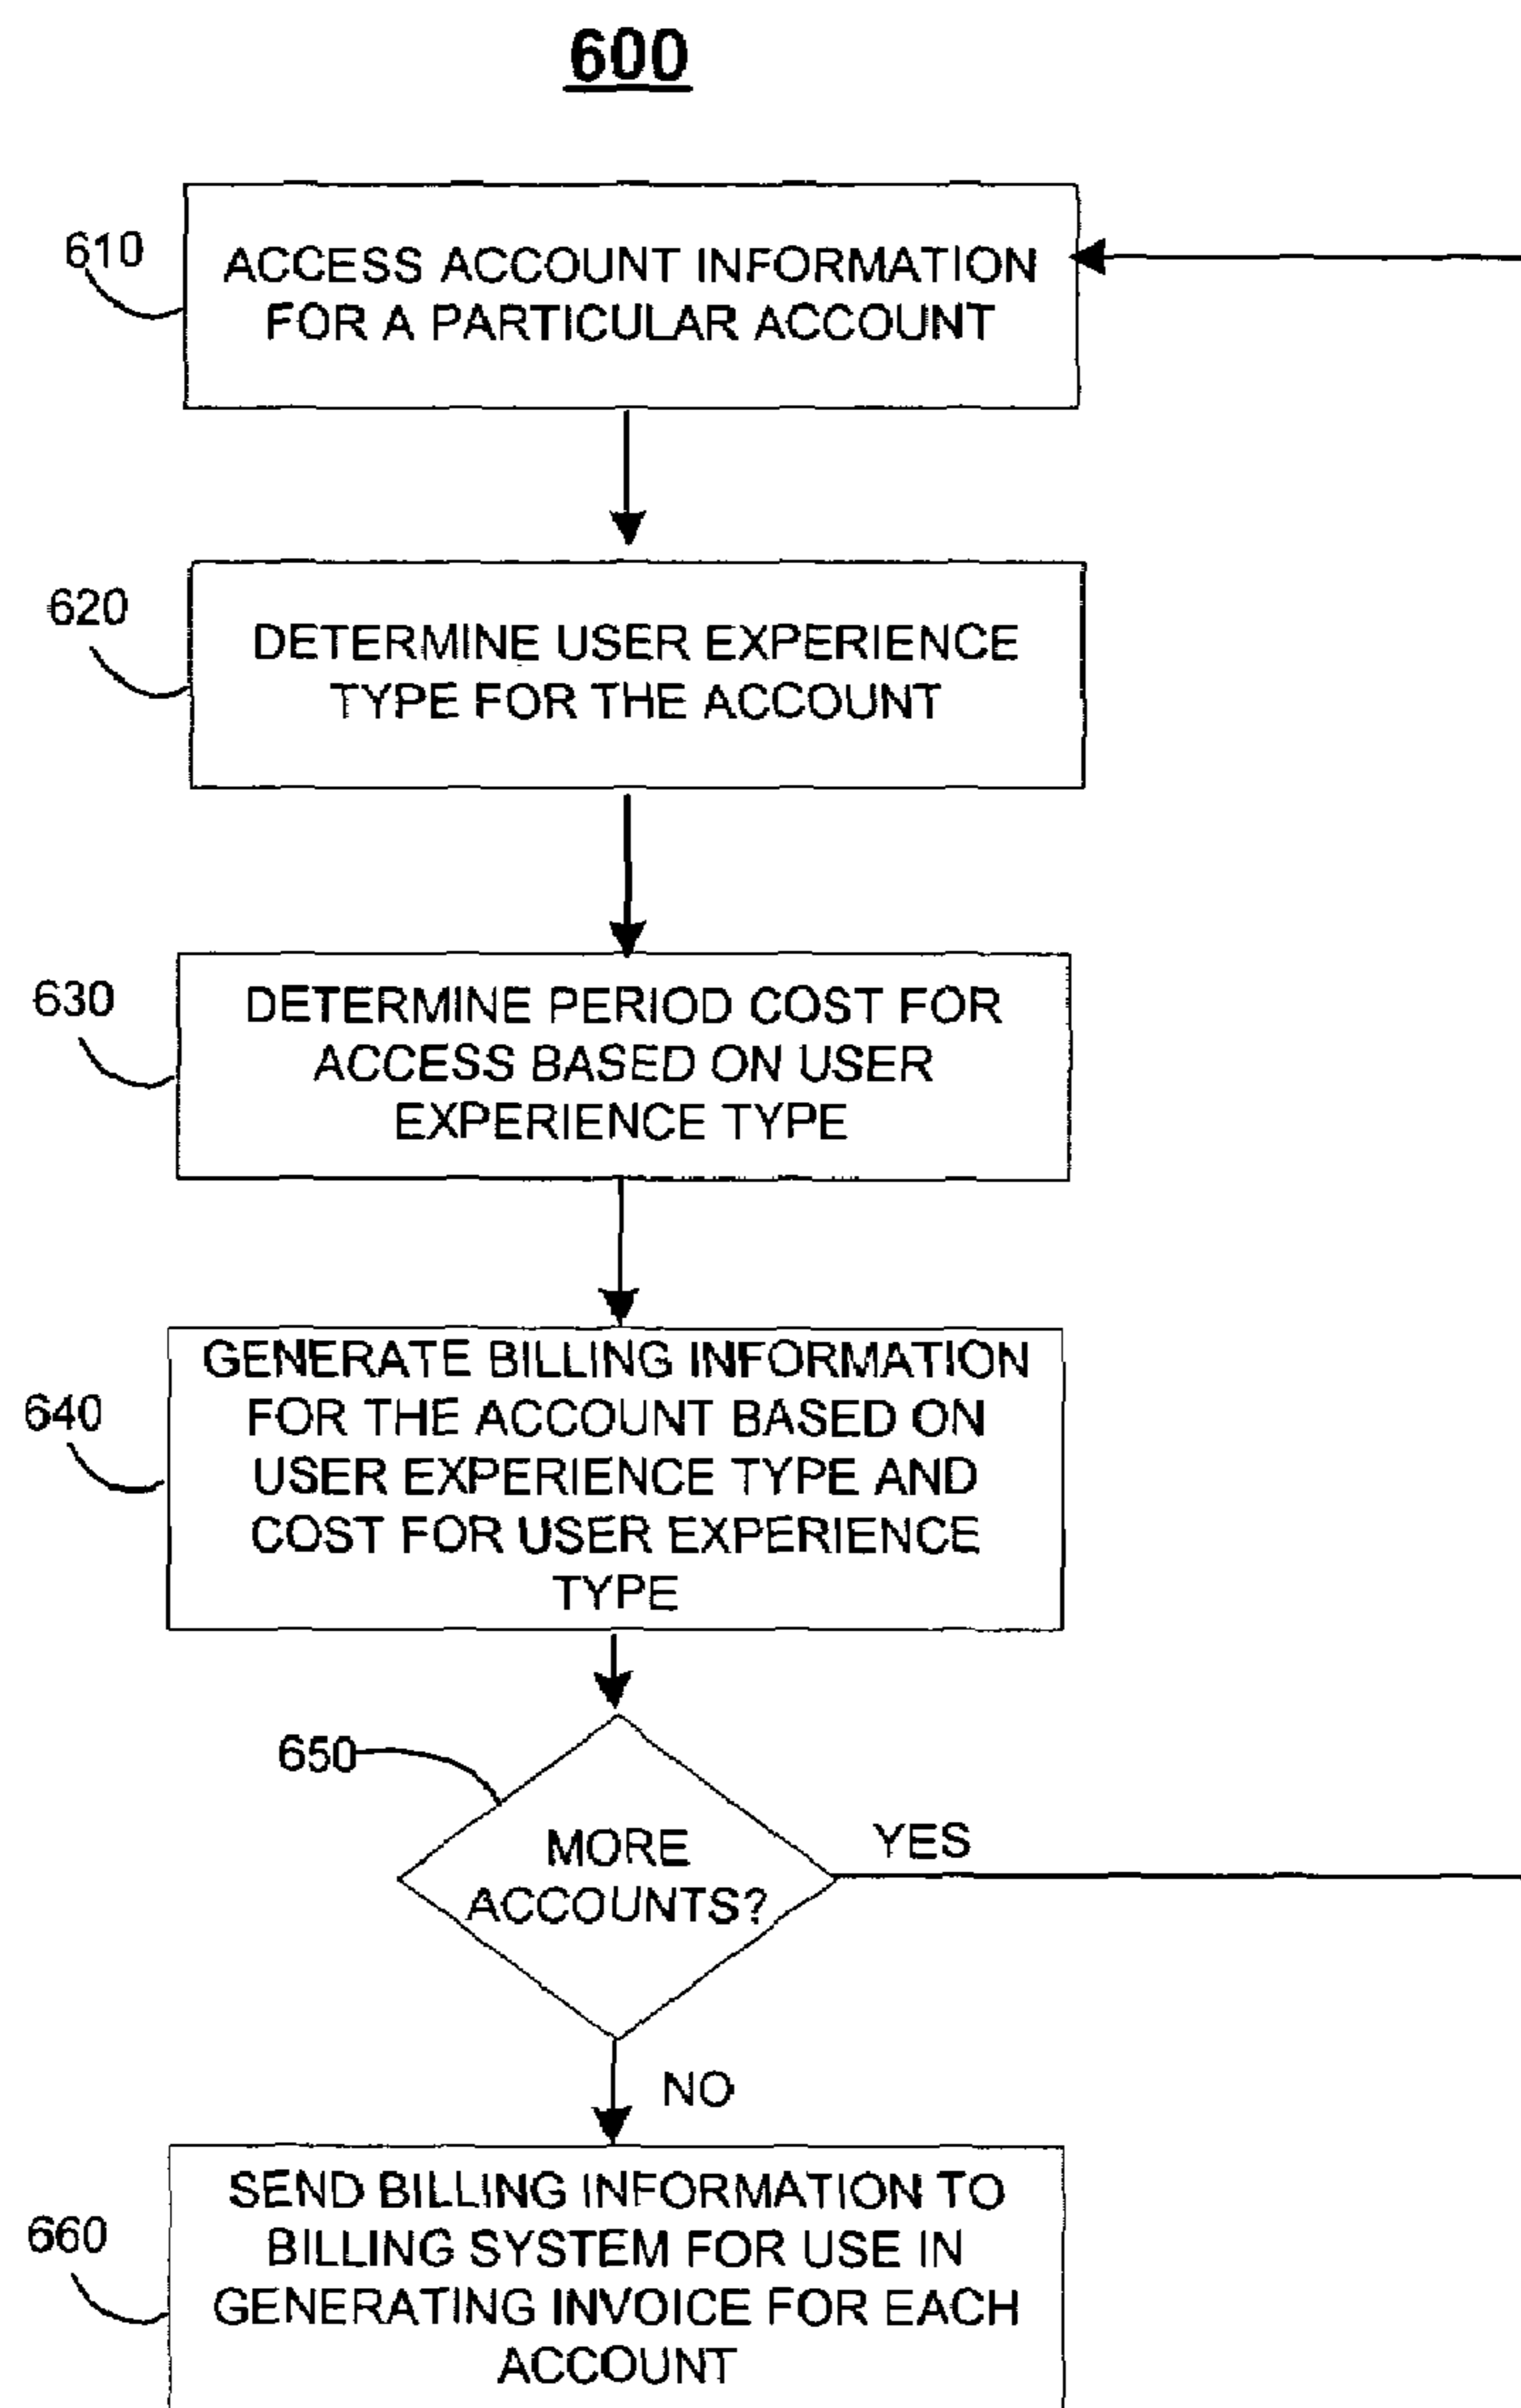 600
610
ACCESS ACCOUNT INFORMATION
FOR A PARTICULAR ACCOUNT
620
DETERMINE USER EXPERIENCE
TYPE FOR THE ACCOUNT
630
DETERMINE PERIOD COST FOR
ACCESS BASED ON USER
EXPERIENCE TYPE
640
GENERATE BILLING INFORMATION
FOR THE ACCOUNT BASED ON
USER EXPERIENCE TYPE AND
COST FOR USER EXPERIENCE
TYPE
650
MORE
ACCOUNTS?
YES
NO
660
SEND BILLING INFORMATION TO
BILLING SYSTEM FOR USE IN
GENERATING INVOICE FOR EACH
ACCOUNT